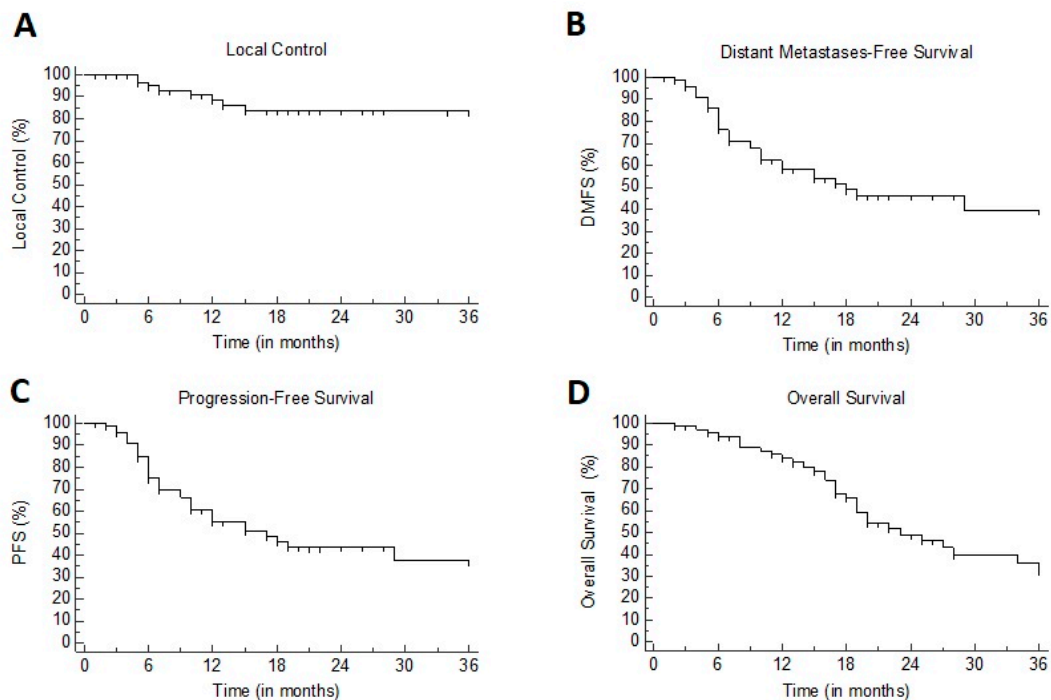 A
Local Control
Local Control (%)
100
90
80
70
60
50
40
30
20
10
0
0 6 12 18 24 30 36
Time (in months)
B
Distant Metastases-Free Survival
DMFS (%)
100
90
80
70
60
50
40
30
20
10
0
0 6 12 18 24 30 36
Time (in months)
C
Progression-Free Survival
PFS (%)
100
90
80
70
60
50
40
30
20
10
0
0 6 12 18 24 30 36
Time (in months)
D
Overall Survival
Overall Survival (%)
100
90
80
70
60
50
40
30
20
10
0
0 6 12 18 24 30 36
Time (in months)